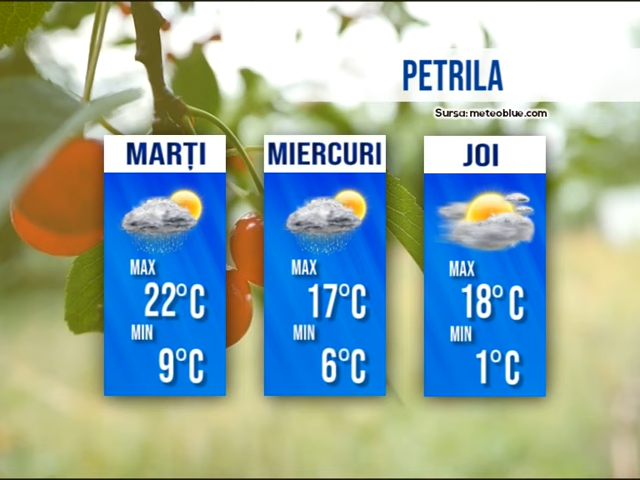 PETRILA
Sursa: meteoblue.com
MARȚI
MAX
22°C
MIN
9°C
MIERCURI
MAX
17°C
MIN
6°C
JOI
MAX
18°C
MIN
1°C